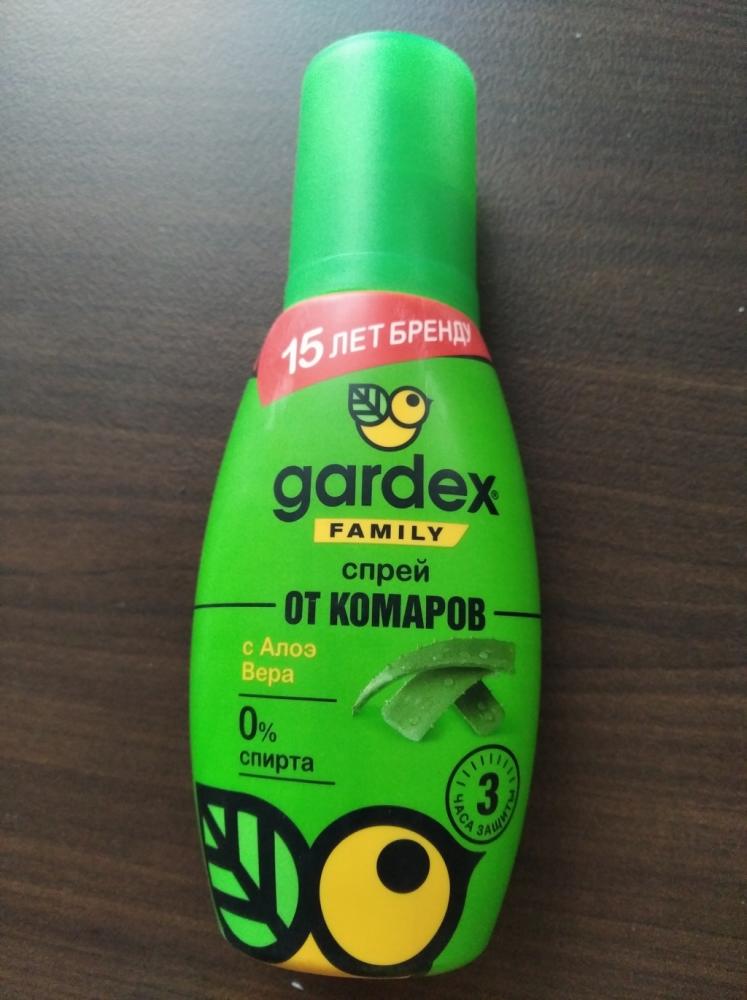 15 ЛЕТ БРЕНДУ
gardex®
FAMILY
спрей
ОТ КОМАРОВ
с Алоэ
Вера
0%
спирта
3
ЧАСА ЗАЩИТЫ